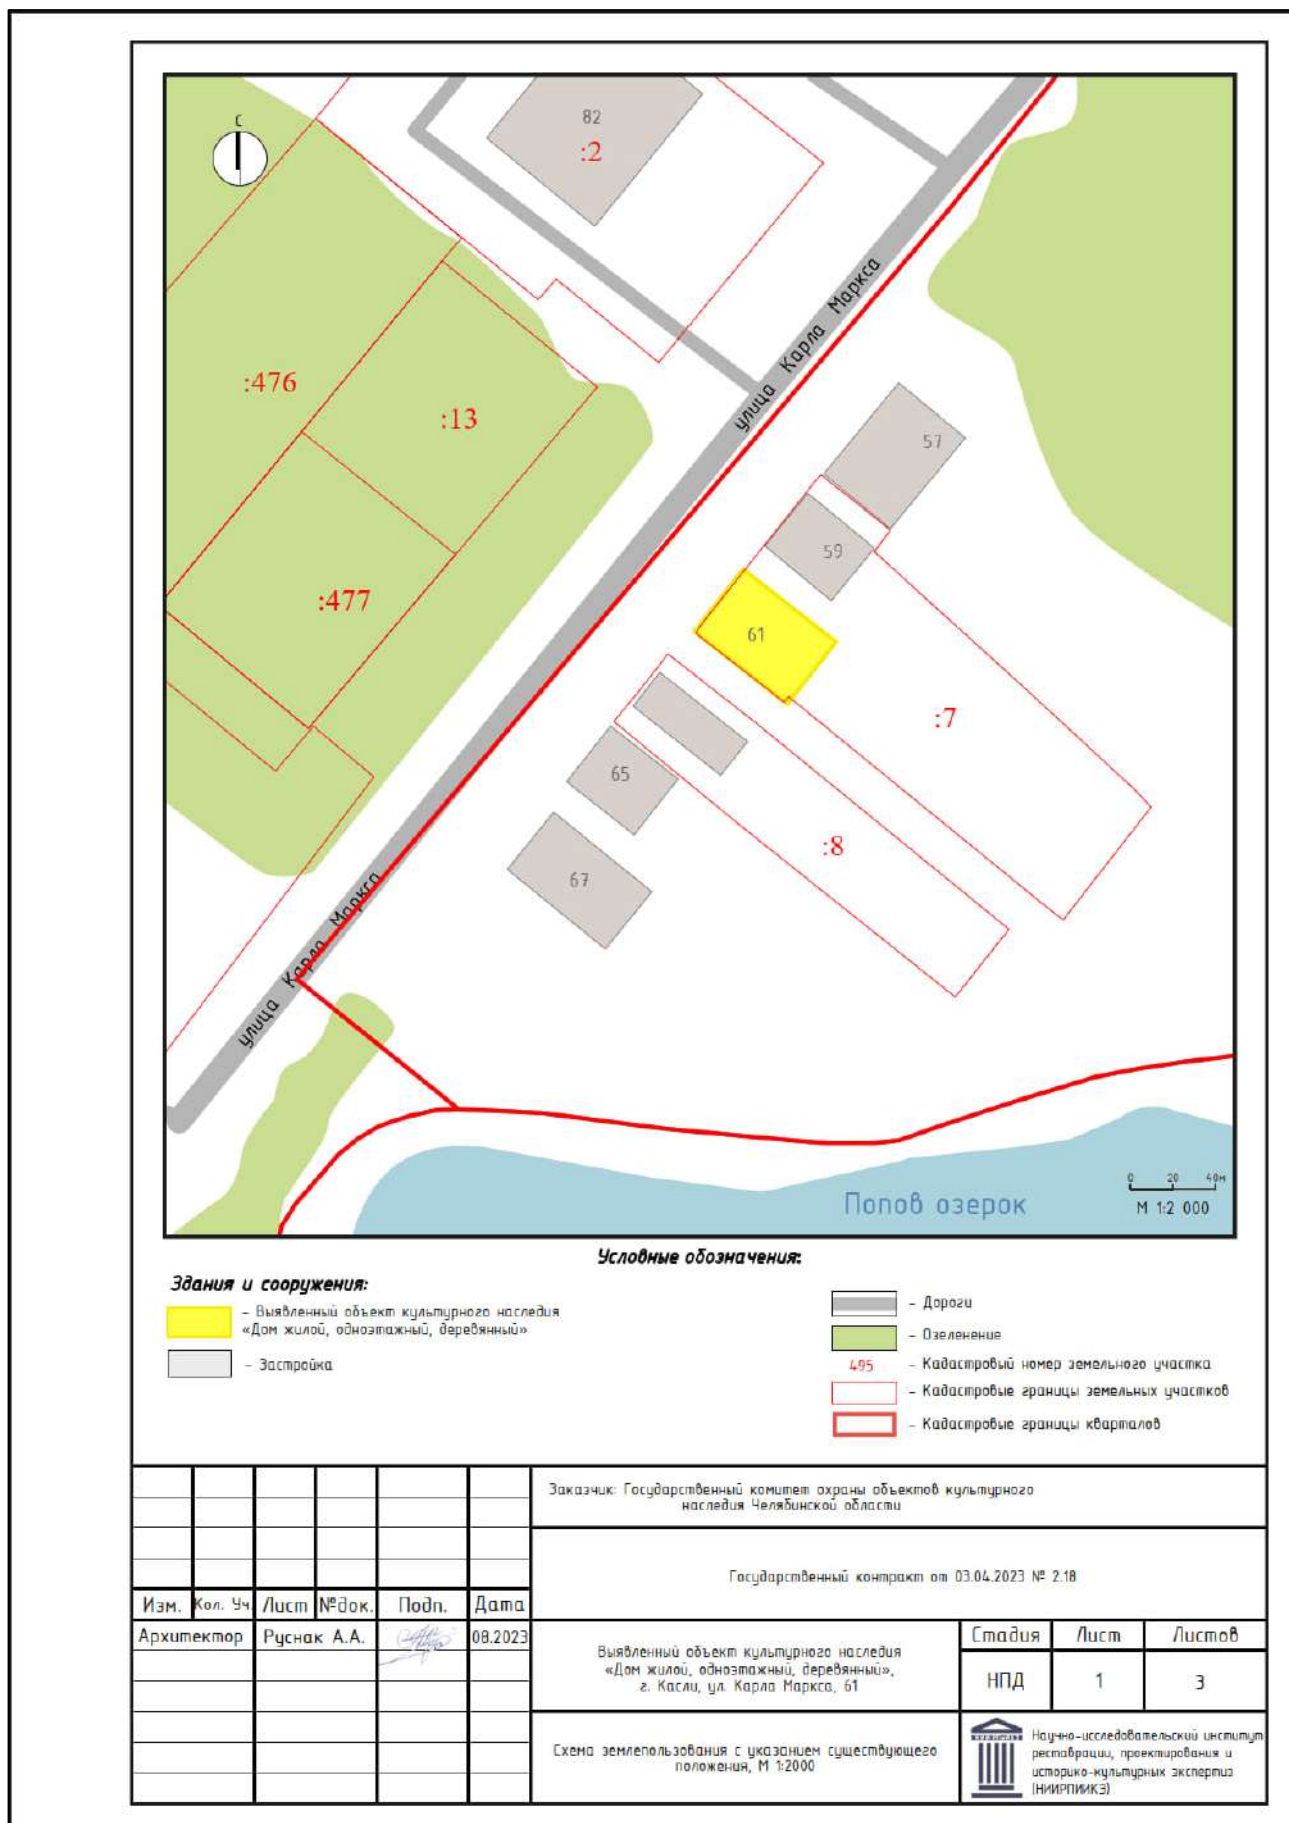 С
82
:2
улица Карла Маркса
:476
:13
57
59
:477
61
:7
65
:8
67
улица Карла Маркса
Попов озерок
0 20 40м
М 1:2 000
Условные обозначения:
Здания и сооружения:
- Выявленный объект культурного наследия
«Дом жилой, одноэтажный, деревянный»
- Застройка
- Дороги
- Озеленение
495 - Кадастровый номер земельного участка
- Кадастровые границы земельных участков
- Кадастровые границы кварталов
Заказчик: Государственный комитет охраны объектов культурного
наследия Челябинской области
Государственный контракт от 03.04.2023 № 2.18
Изм. Кол. Уч. Лист №док. Подп. Дата
Архитектор Руснак А.А. 08.2023
Выявленный объект культурного наследия
«Дом жилой, одноэтажный, деревянный»,
г. Касли, ул. Карла Маркса, 61
Стадия Лист Листов
НПД 1 3
Схема землепользования с указанием существующего
положения, М 1:2000
Научно-исследовательский институт
реставрации, проектирования и
историко-культурных экспертиз
(НИИРПИИКЭ)